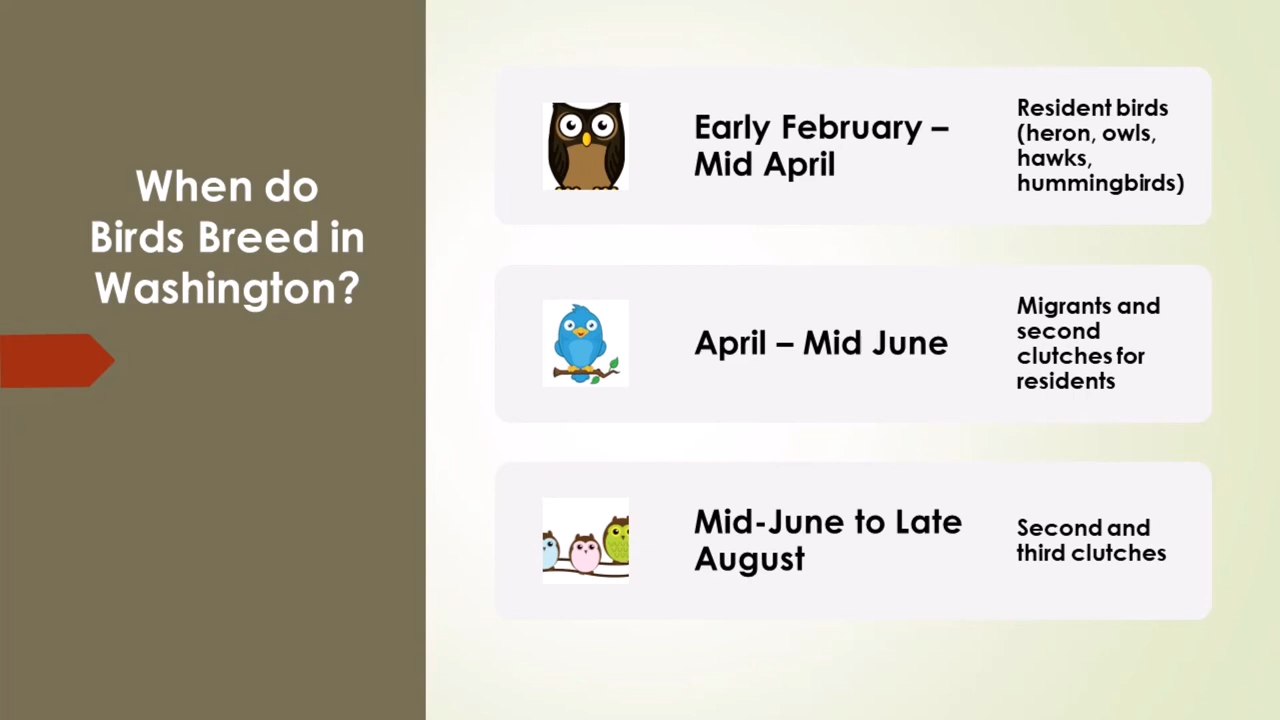 When do
Birds Breed in
Washington?
Early February –
Mid April
Resident birds
(heron, owls,
hawks,
hummingbirds)
April – Mid June
Migrants and
second
clutches for
residents
Mid-June to Late
August
Second and
third clutches